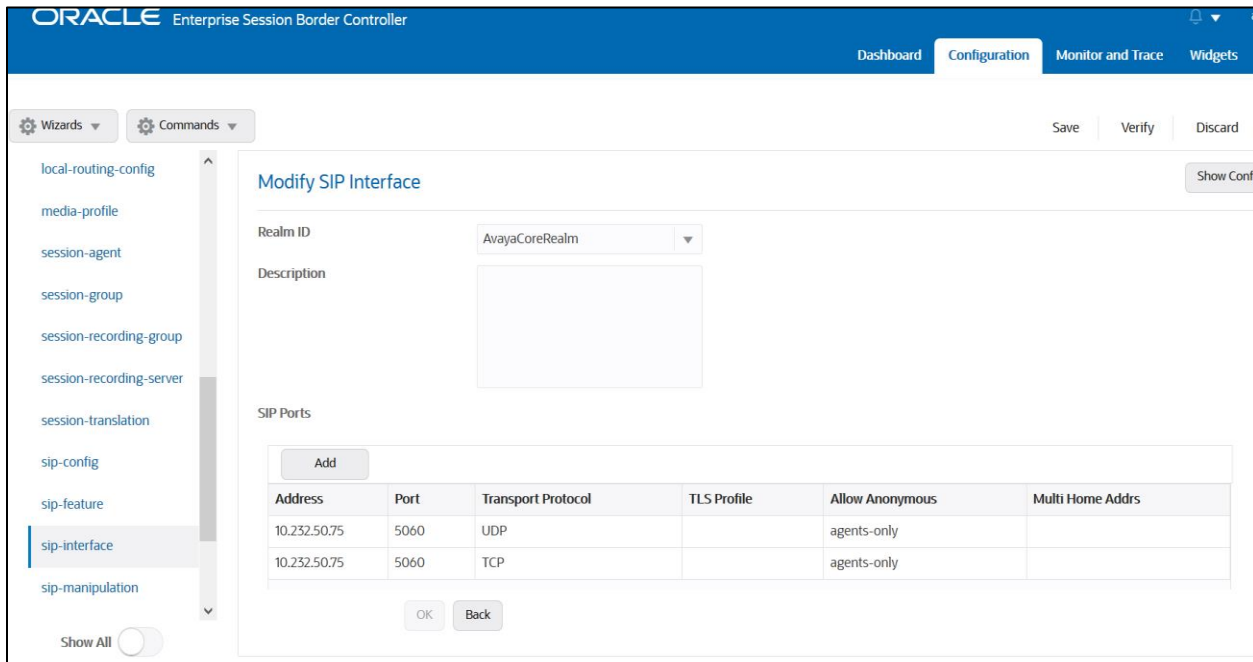 ORACLE Enterprise Session Border Controller
Dashboard Configuration Monitor and Trace Widgets
Wizards Commands Save Verify Discard
local-routing-config
media-profile
session-agent
session-group
session-recording-group
session-recording-server
session-translation
sip-config
sip-feature
sip-interface
sip-manipulation
Show All
Modify SIP Interface
Show Conf
Realm ID AvayaCoreRealm
Description
SIP Ports
Add
Address Port Transport Protocol TLS Profile Allow Anonymous Multi Home Addrs
10.232.50.75 5060 UDP agents-only
10.232.50.75 5060 TCP agents-only
OK Back